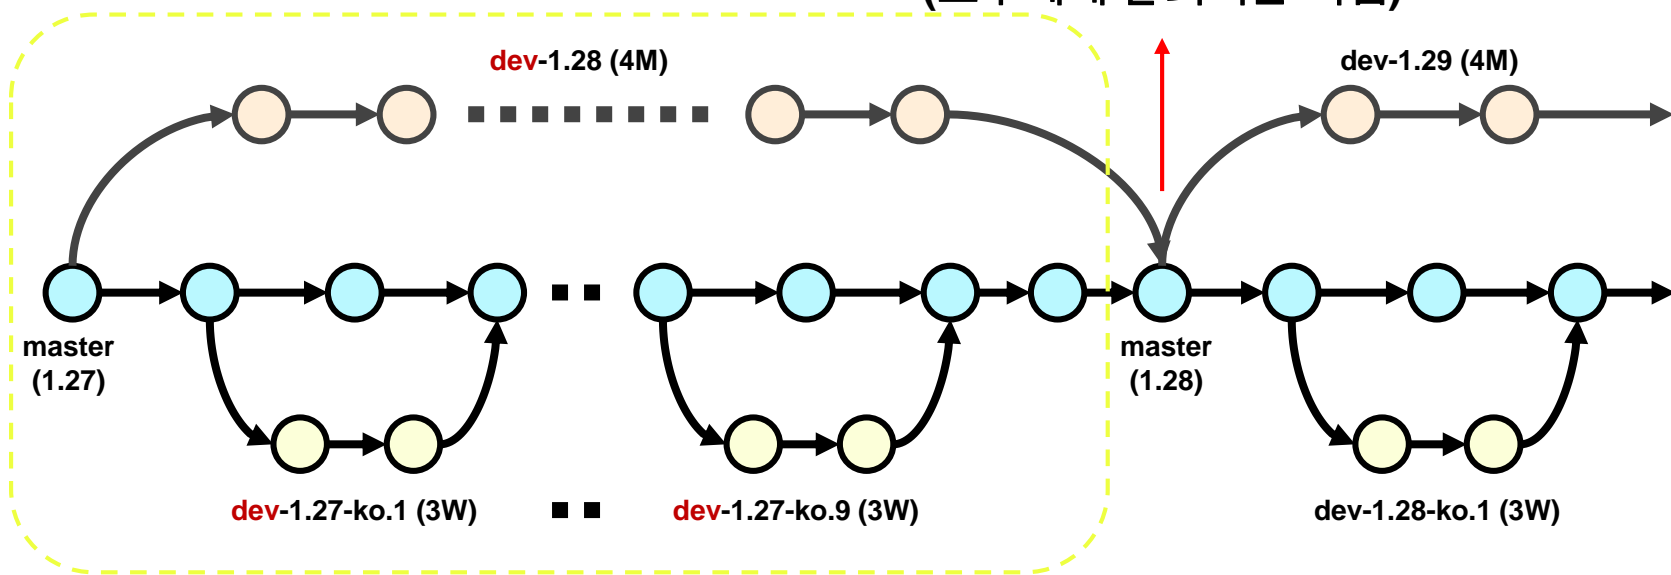 dev-1.28 (4M)
dev-1.29 (4M)
master
(1.27)
master
(1.28)
dev-1.27-ko.1 (3W)
dev-1.27-ko.9 (3W)
dev-1.28-ko.1 (3W)